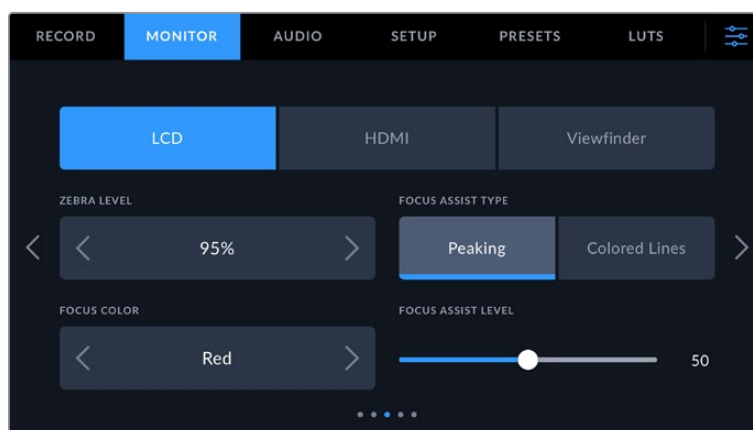 RECORD MONITOR AUDIO SETUP PRESETS LUTS
LCD HDMI Viewfinder
ZEBRA LEVEL FOCUS ASSIST TYPE
95% Peaking Colored Lines
FOCUS COLOR FOCUS ASSIST LEVEL
Red 50